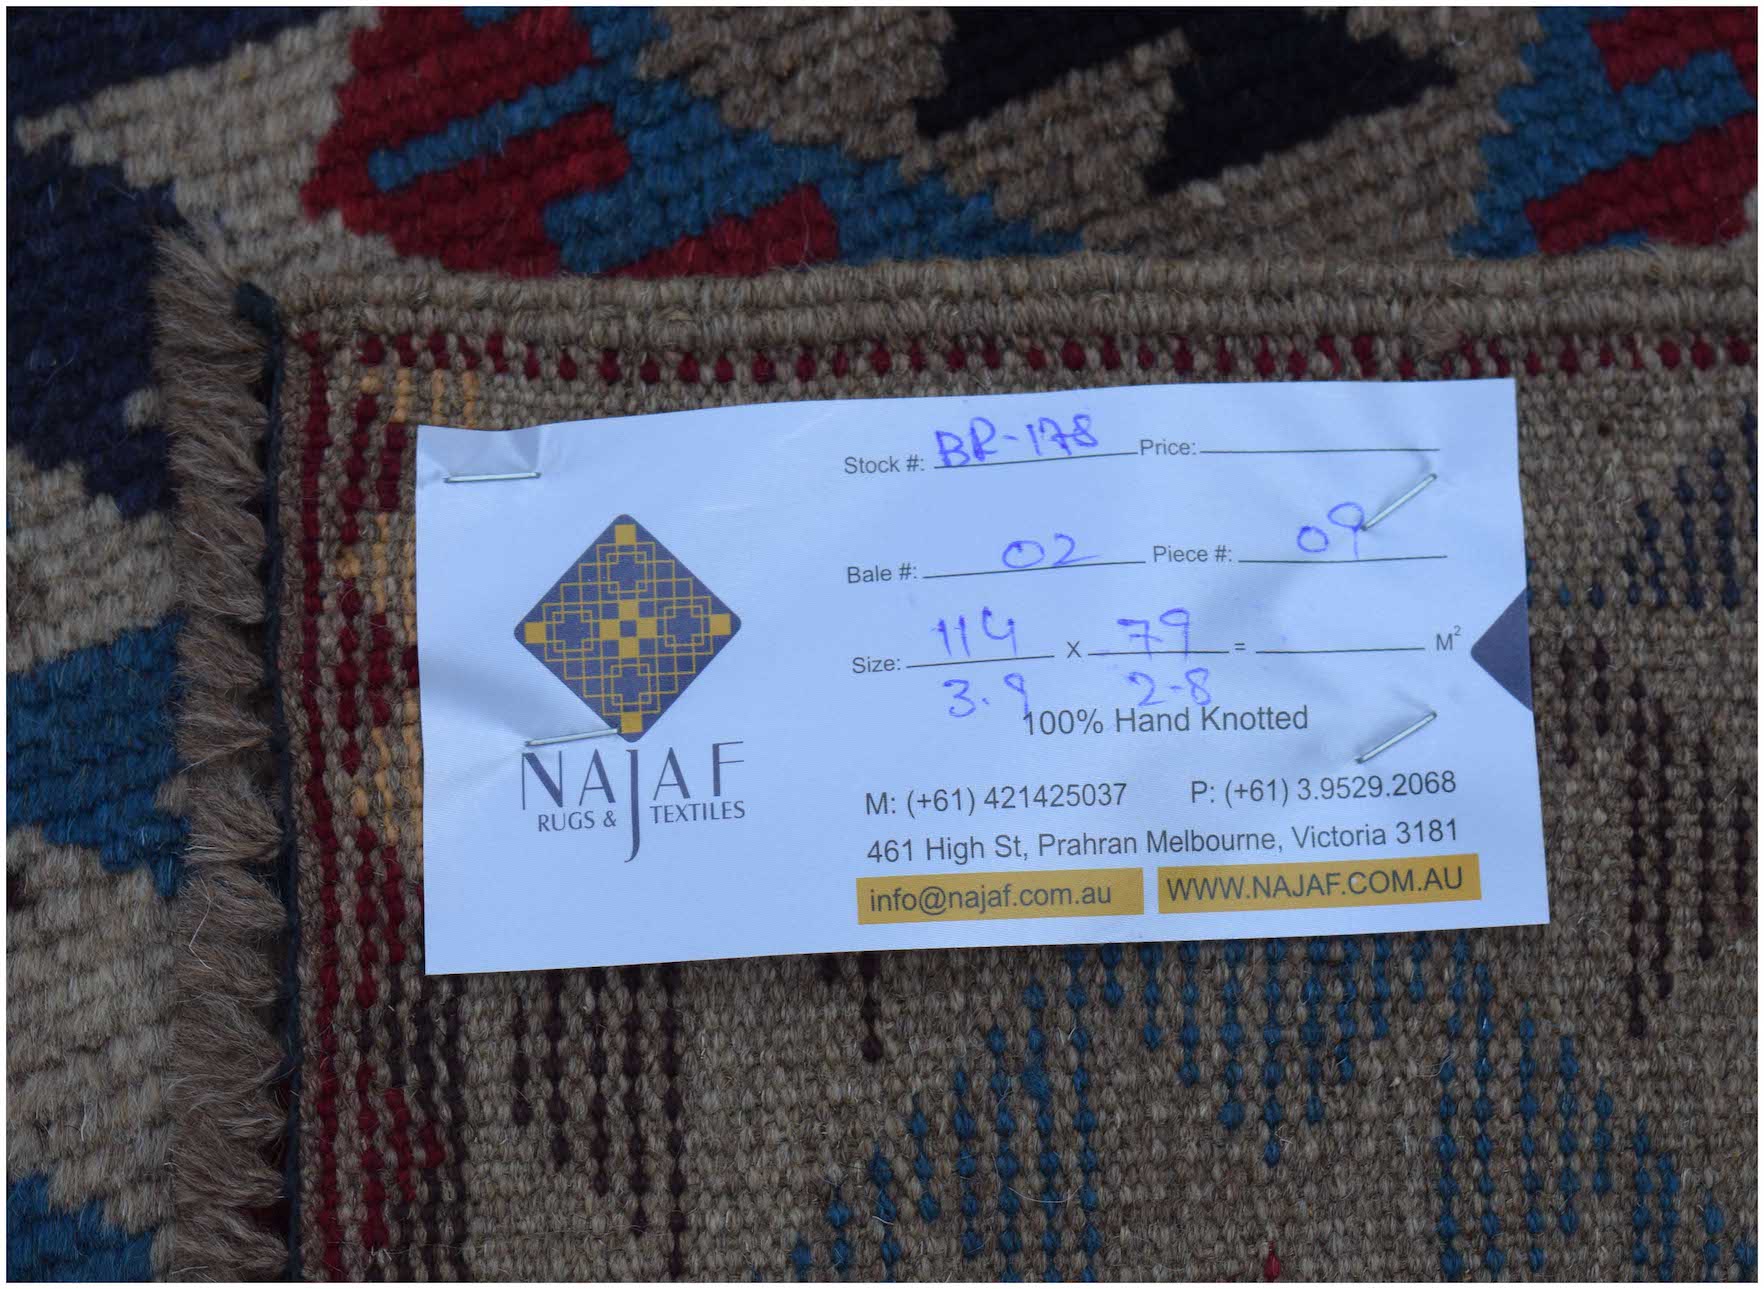 Stock #: BR-178 Price:
Bale #: 02 Piece #: 09
Size: 114 X 79 = M²
3.9 2-8
100% Hand Knotted
NAJAF
RUGS & TEXTILES
M: (+61) 421425037 P: (+61) 3.9529.2068
461 High St, Prahran Melbourne, Victoria 3181
info@najaf.com.au WWW.NAJAF.COM.AU